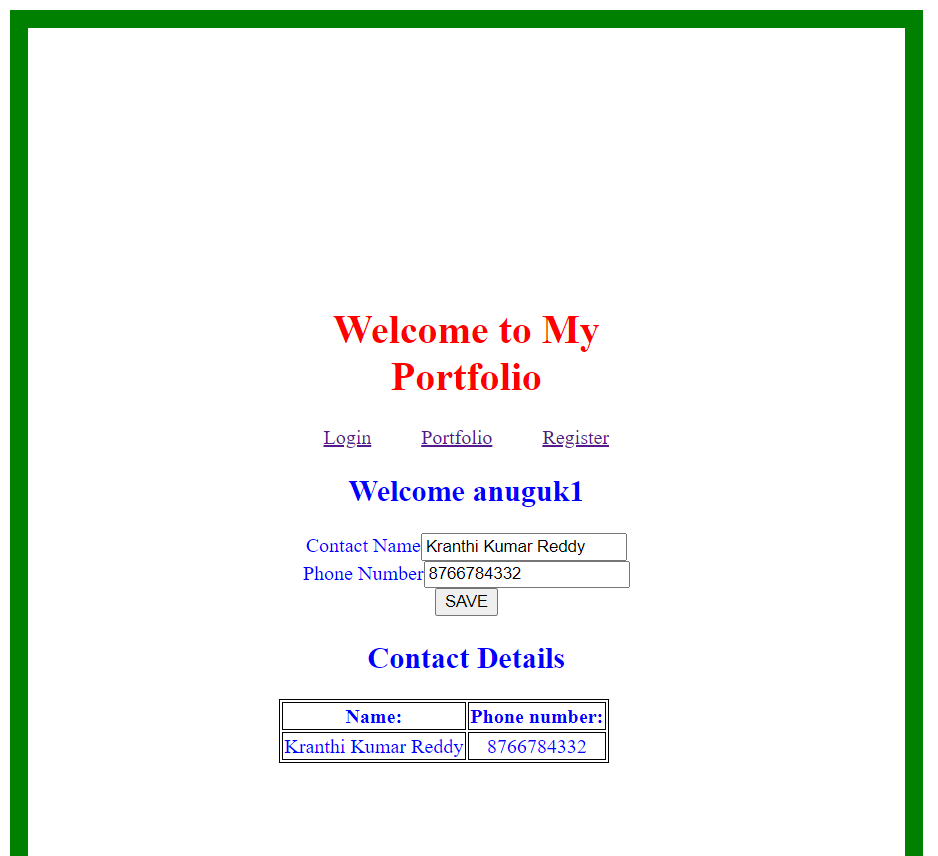 Welcome to My
Portfolio
Login Portfolio Register
Welcome anuguk1
Contact Name Kranthi Kumar Reddy
Phone Number 8766784332
SAVE
Contact Details
Name: Phone number:
Kranthi Kumar Reddy 8766784332